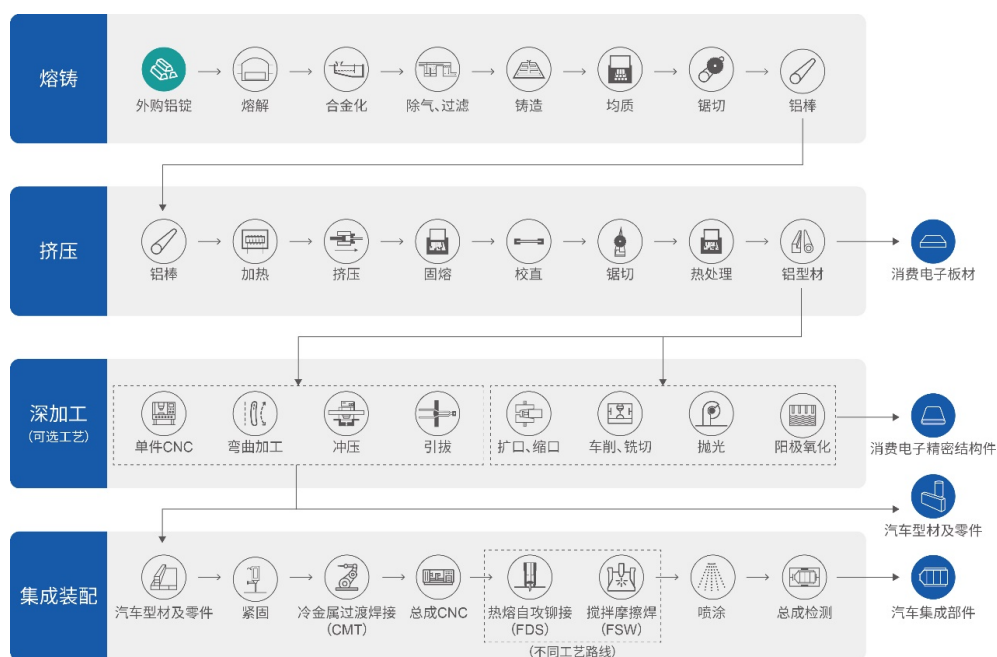 熔铸
外购铝锭
熔解
合金化
除气、过滤
铸造
均质
锯切
铝棒
挤压
铝棒
加热
挤压
固熔
校直
锯切
热处理
铝型材
消费电子板材
深加工
(可选工艺)
单件CNC
弯曲加工
冲压
引拔
扩口、缩口
车削、铣切
抛光
阳极氧化
消费电子精密结构件
汽车型材及零件
集成装配
汽车型材及零件
紧固
冷金属过渡焊接
(CMT)
总成CNC
热熔自攻铆接
(FDS)
搅拌摩擦焊
(FSW)
(不同工艺路线)
喷涂
总成检测
汽车集成部件